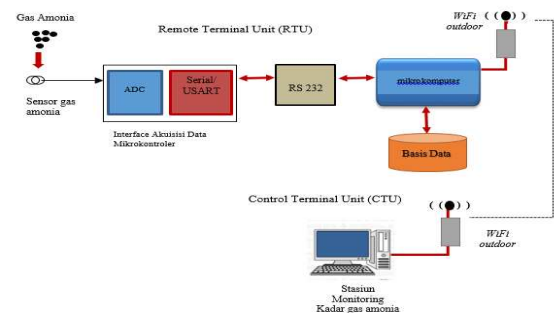 Gas Amonia
Remote Terminal Unit (RTU)
WiFi
outdoor
ADC
Serial/
USART
RS 232
mikrokomputer
Sensor gas
amonia
Interface Akuisisi Data
Mikrokontroler
Basis Data
Control Terminal Unit (CTU)
WiFi
outdoor
Stasiun
Monitoring
Kadar gas amonia